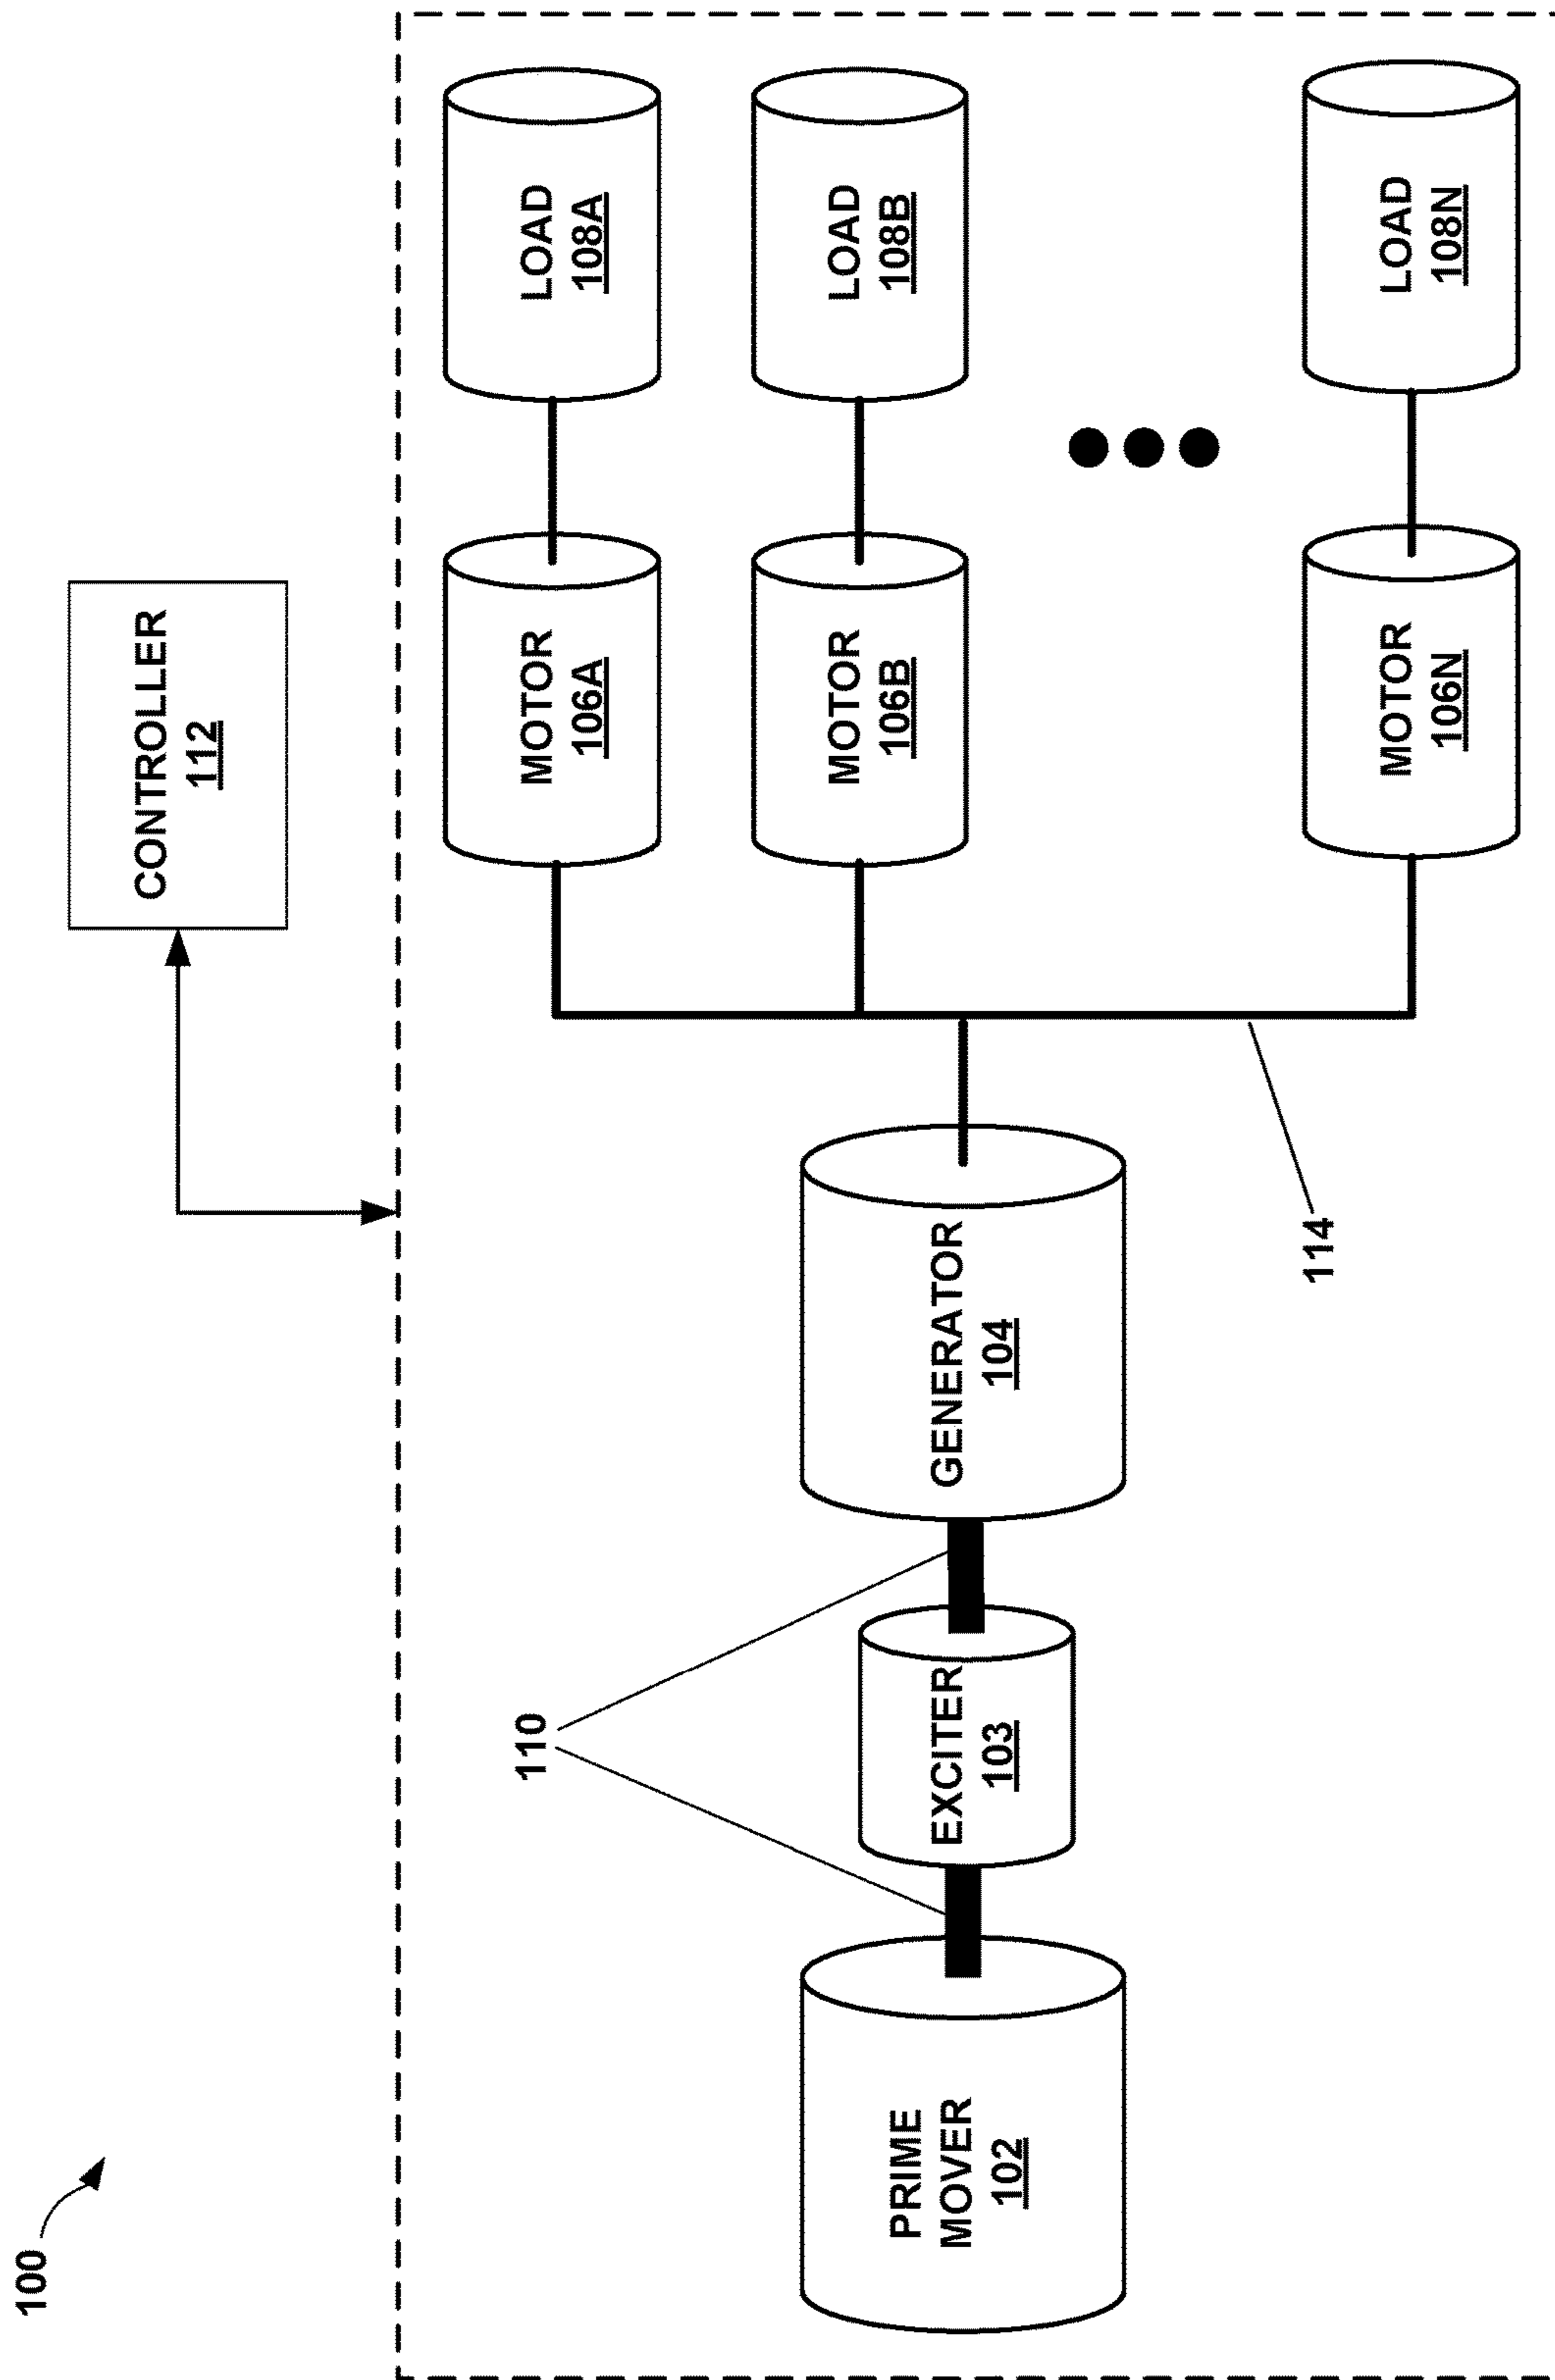 100
CONTROLLER
112
PRIME
MOVER
102
110
EXCITER
103
GENERATOR
104
114
MOTOR
106A
LOAD
108A
MOTOR
106B
LOAD
108B
MOTOR
106N
LOAD
108N